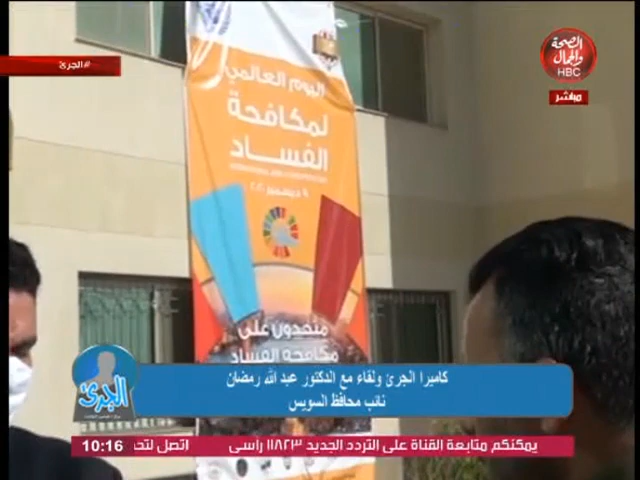 الصحة
والجمال
HBC
مباشر
#الجرئ
اليوم العالمي
لمكافحة
الفساد
متحدون على
مكافحة الفساد
كاميرا الجرئ ولقاء مع الدكتور عبد الله رمضان
نائب محافظ السويس
الجرئ
10:16
يمكنكم متابعة القناة على التردد الجديد ١١٨٢٣ رأسى
اتصل لتحد